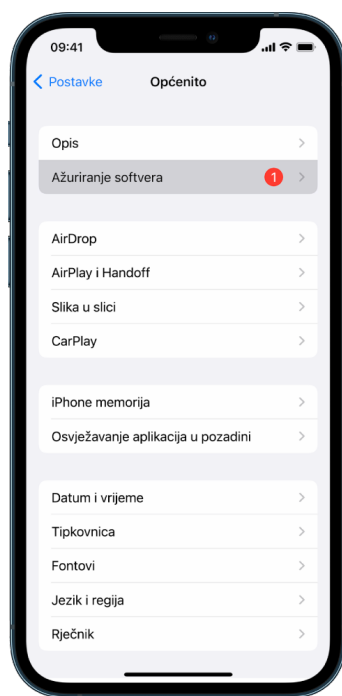 09:41
Postavke Općenito
Opis
Ažuriranje softvera 1
AirDrop
AirPlay i Handoff
Slika u slici
CarPlay
iPhone memorija
Osvježavanje aplikacija u pozadini
Datum i vrijeme
Tipkovnica
Fontovi
Jezik i regija
Rječnik